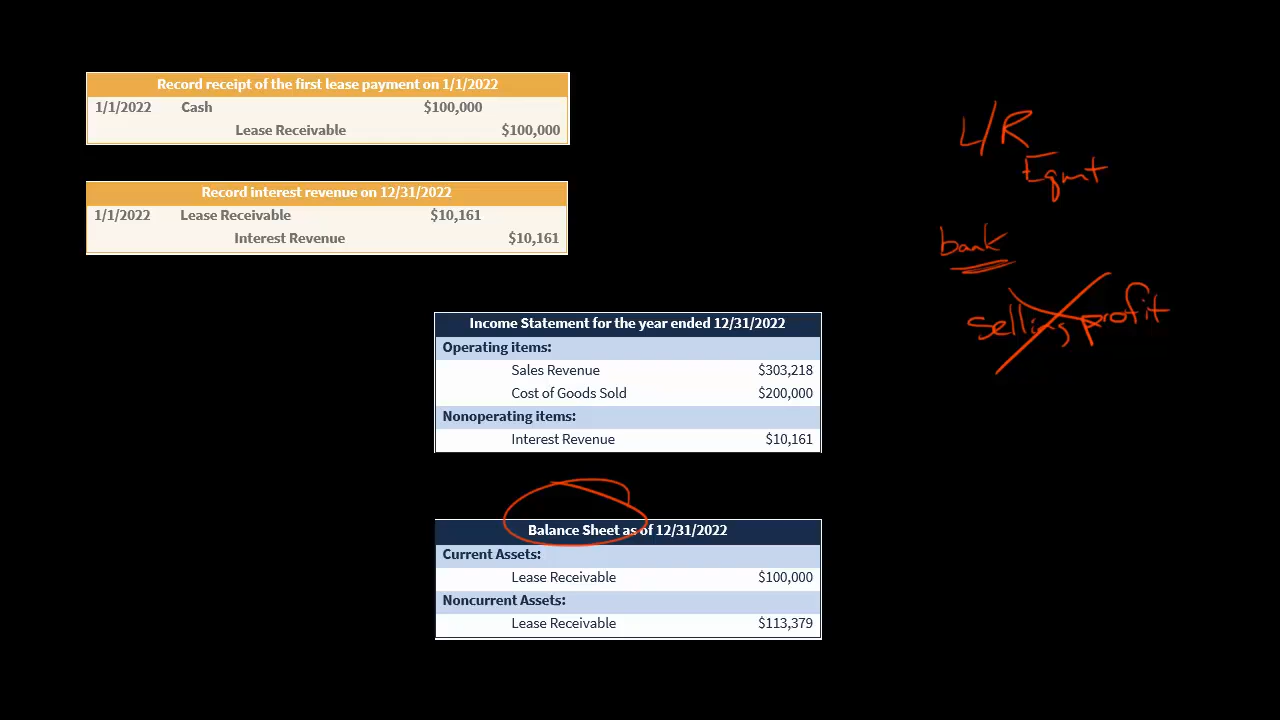 Record receipt of the first lease payment on 1/1/2022
1/1/2022 Cash $100,000
Lease Receivable $100,000
Record interest revenue on 12/31/2022
1/1/2022 Lease Receivable $10,161
Interest Revenue $10,161
L/R
Eqmt
bank
selling profit
Income Statement for the year ended 12/31/2022
Operating items:
Sales Revenue $303,218
Cost of Goods Sold $200,000
Nonoperating items:
Interest Revenue $10,161
Balance Sheet as of 12/31/2022
Current Assets:
Lease Receivable $100,000
Noncurrent Assets:
Lease Receivable $113,379